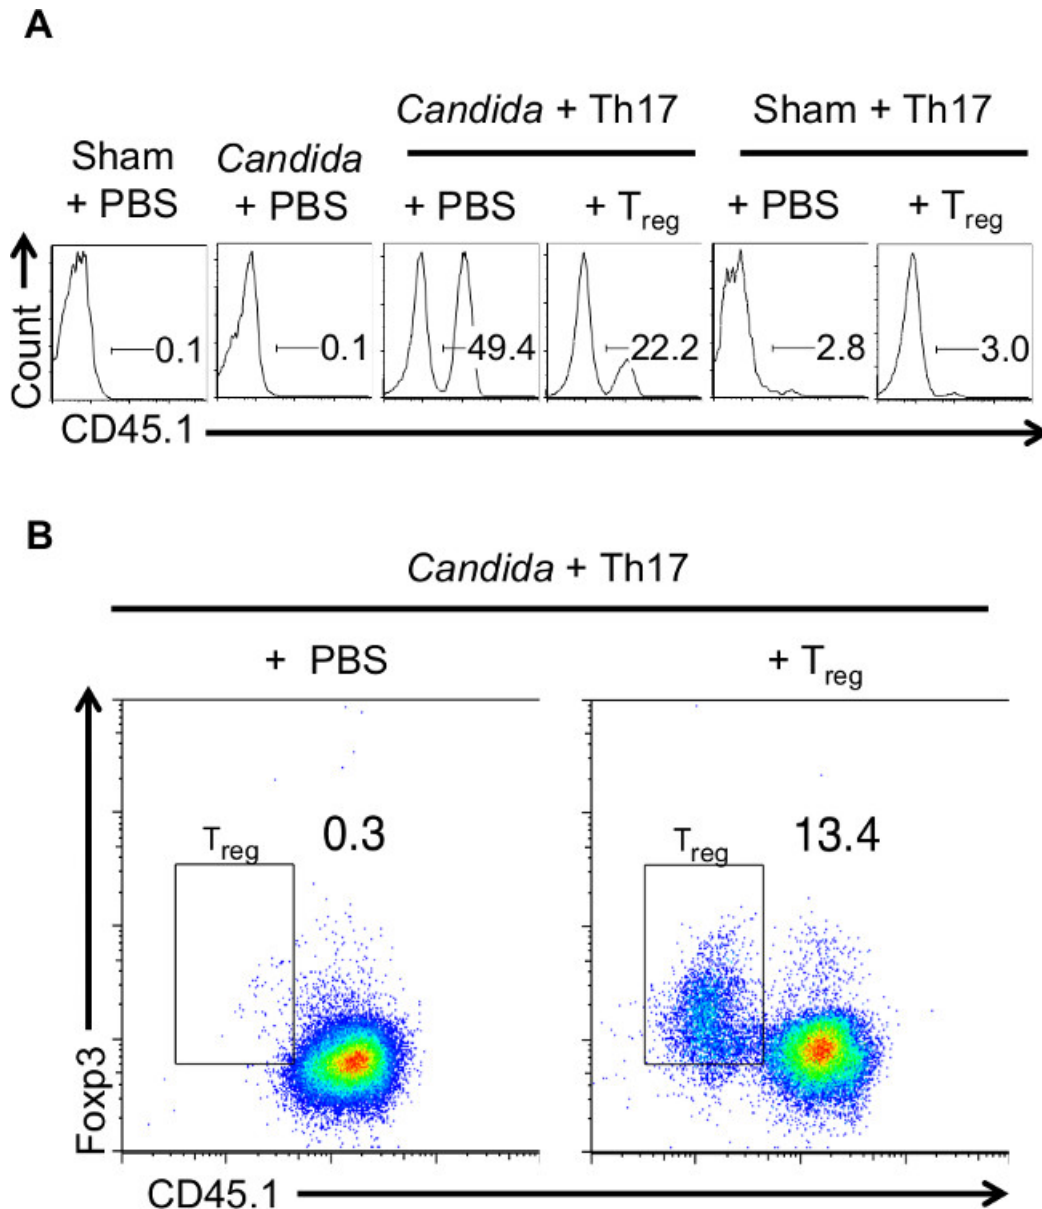 A
Candida + Th17 Sham + Th17
Sham Candida
+ PBS + PBS + PBS + Treg + PBS + Treg
Count
0.1 0.1 49.4 22.2 2.8 3.0
CD45.1
B
Candida + Th17
+ PBS + Treg
Treg 0.3 Treg 13.4
Foxp3
CD45.1